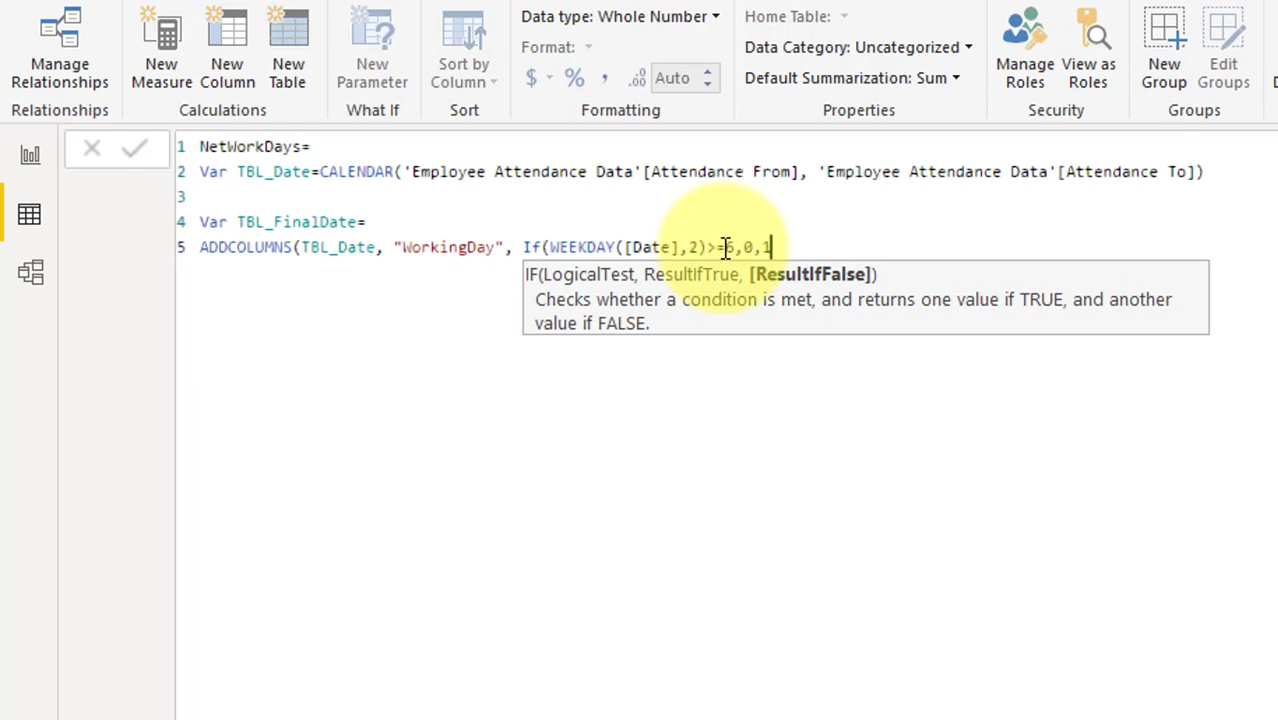 Manage Relationships
New Measure
New Column
New Table
New Parameter
Sort by Column
Data type: Whole Number
Format:
$ % , .00 Auto
Home Table:
Data Category: Uncategorized
Default Summarization: Sum
Manage Roles
View as Roles
New Group
Edit Groups
Relationships
Calculations
What If
Sort
Formatting
Properties
Security
Groups
1 NetWorkDays=
2 Var TBL_Date=CALENDAR('Employee Attendance Data'[Attendance From], 'Employee Attendance Data'[Attendance To])
3
4 Var TBL_FinalDate=
5 ADDCOLUMNS(TBL_Date, "WorkingDay", If(WEEKDAY([Date],2)>=6,0,1
IF(LogicalTest, ResultIfTrue, [ResultIfFalse])
Checks whether a condition is met, and returns one value if TRUE, and another
value if FALSE.